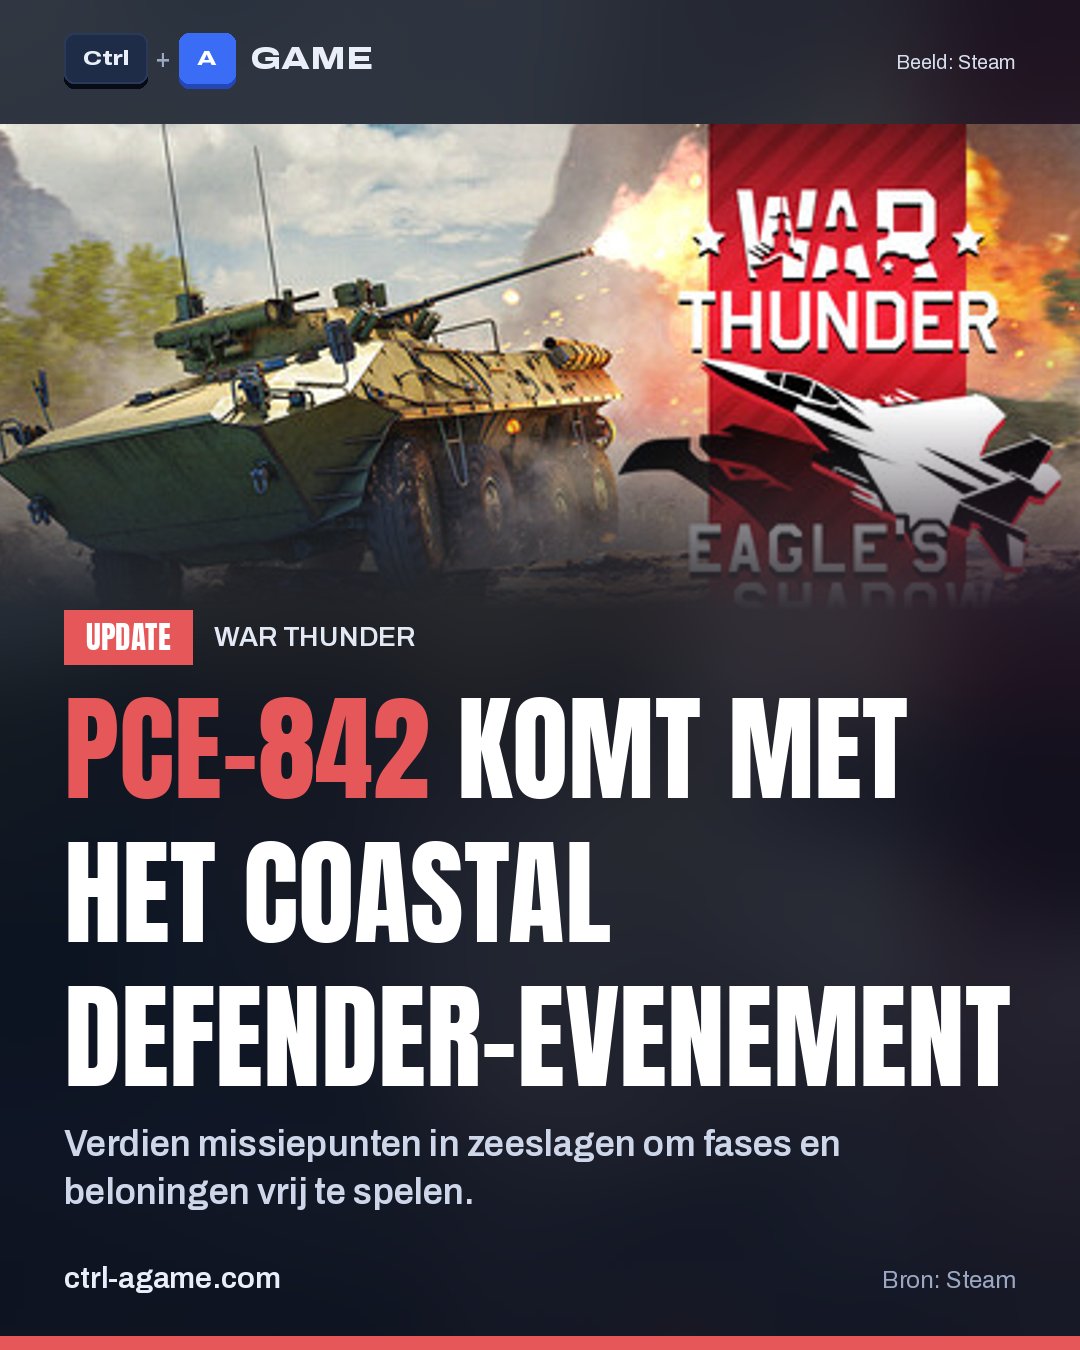 Ctrl + A GAME
Beeld: Steam
WAR
THUNDER
EAGLE'S
SHADOW
UPDATE WAR THUNDER
PCE-842 KOMT MET
HET COASTAL
DEFENDER-EVENEMENT
Verdien missiepunten in zeeslagen om fases en
beloningen vrij te spelen.
ctrl-agame.com
Bron: Steam